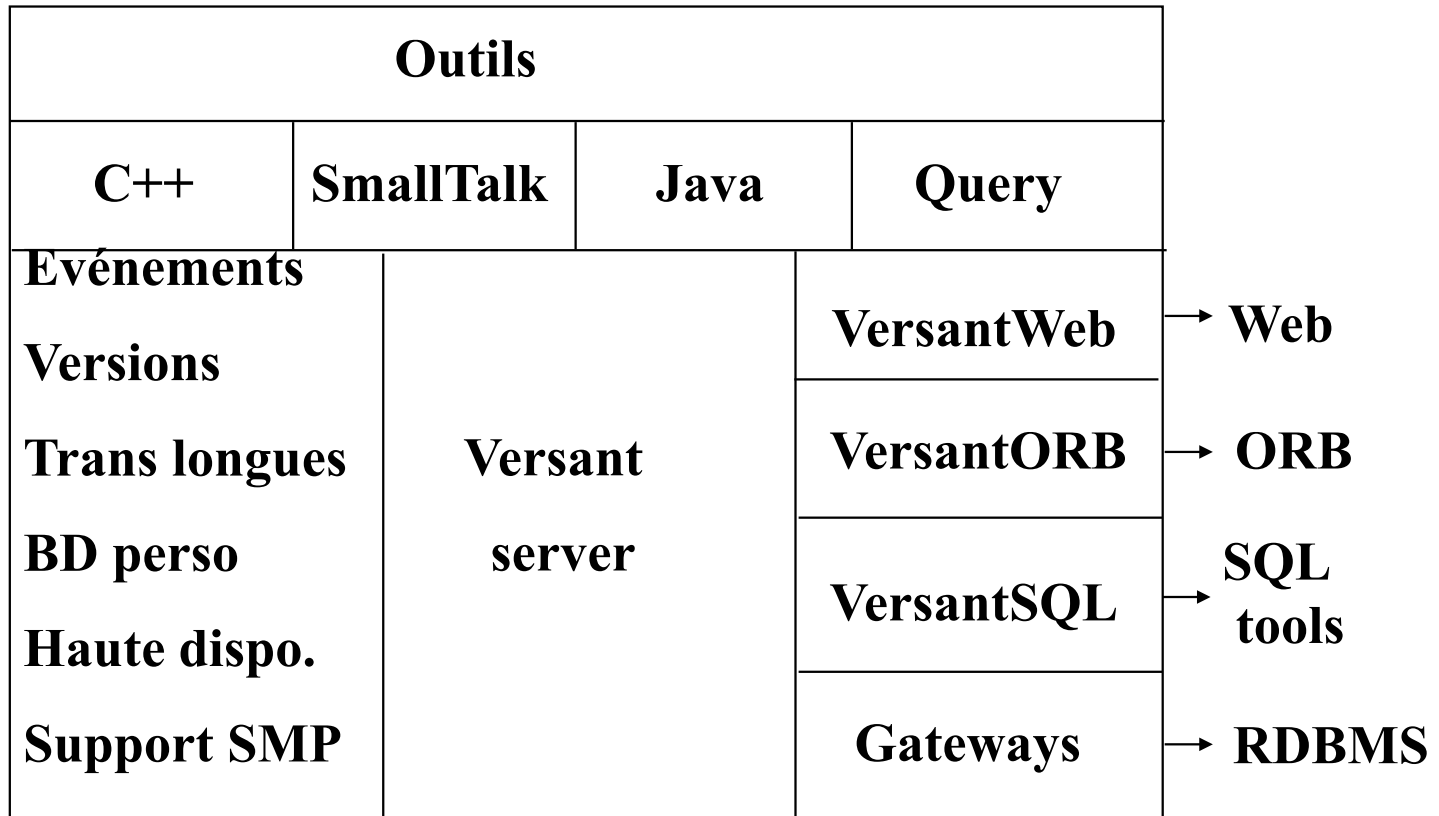 Outils
C++
SmallTalk
Java
Query
Evénements
Versions
Trans longues
BD perso
Haute dispo.
Support SMP
Versant
server
VersantWeb
VersantORB
VersantSQL
Gateways
Web
ORB
SQL
tools
RDBMS